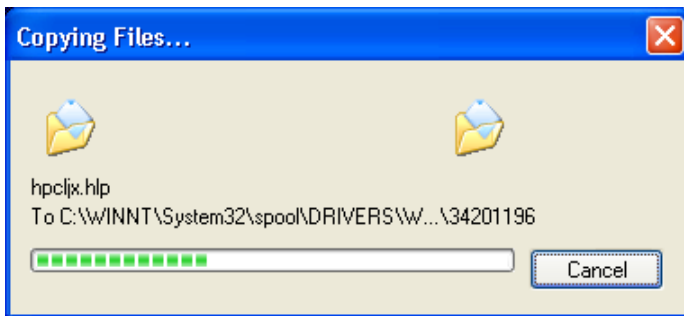 Copying Files...
hpcljx.hlp
To C:\WINNT\System32\spool\DRIVERS\W...\34201196
Cancel